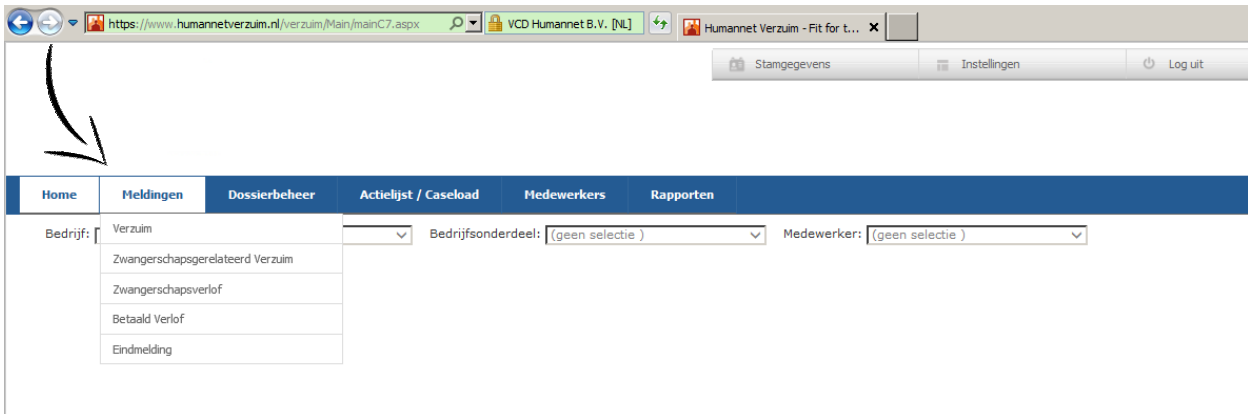 https://www.humannetverzuim.nl/verzuim/Main/mainC7.aspx VCD Humannet B.V. [NL] Humannet Verzuim - Fit for t...
Stamgegevens Instellingen Log uit
Home Meldingen Dossierbeheer Actielijst / Caseload Medewerkers Rapporten
Bedrijf: Bedrijfsonderdeel: (geen selectie ) Medewerker: (geen selectie )
Verzuim
Zwangerschapsgerelateerd Verzuim
Zwangerschapsverlof
Betaald Verlof
Eindmelding